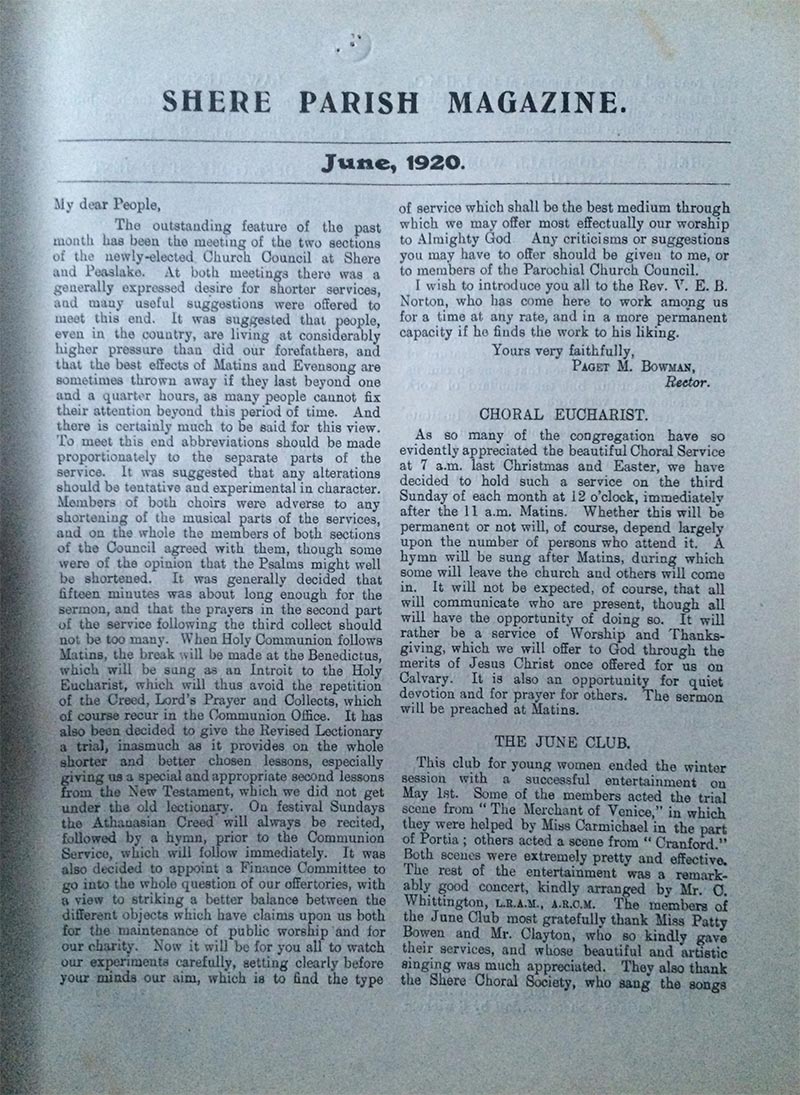 SHERE PARISH MAGAZINE.
June, 1920.
My dear People,
The outstanding feature of the past
month has been the meeting of the two sections
of the newly-elected Church Council at Shere
and Peaslake. At both meetings there was a
generally expressed desire for shorter services,
and many useful suggestions were offered to
meet this end. It was suggested that people,
even in the country, are living at considerably
higher pressure than did our forefathers, and
that the best effects of Matins and Evensong are
sometimes thrown away if they last beyond one
and a quarter hours, as many people cannot fix
their attention beyond this period of time. And
there is certainly much to be said for this view.
To meet this end abbreviations should be made
proportionately to the separate parts of the
service. It was suggested that any alterations
should be tentative and experimental in character.
Members of both choirs were adverse to any
shortening of the musical parts of the services,
and on the whole the members of both sections
of the Council agreed with them, though some
were of the opinion that the Psalms might well
be shortened. It was generally decided that
fifteen minutes was about long enough for the
sermon, and that the prayers in the second part
of the service following the third collect should
not be too many. When Holy Communion follows
Matins, the break will be made at the Benedictus,
which will be sung as an Introit to the Holy
Eucharist, which will thus avoid the repetition
of the Creed, Lord's Prayer and Collects, which
of course recur in the Communion Office. It has
also been decided to give the Revised Lectionary
a trial, inasmuch as it provides on the whole
shorter and better chosen lessons, especially
giving us a special and appropriate second lessons
from the New Testament, which we did not get
under the old lectionary. On festival Sundays
the Athanasian Creed will always be recited,
followed by a hymn, prior to the Communion
Service, which will follow immediately. It was
also decided to appoint a Finance Committee to
go into the whole question of our offertories, with
a view to striking a better balance between the
different objects which have claims upon us both
for the maintenance of public worship and for
our charity. Now it will be for you all to watch
our experiments carefully, setting clearly before
your minds our aim, which is to find the type
of service which shall be the best medium through
which we may offer most effectually our worship
to Almighty God Any criticisms or suggestions
you may have to offer should be given to me, or
to members of the Parochial Church Council.
I wish to introduce you all to the Rev. V. E. B.
Norton, who has come here to work among us
for a time at any rate, and in a more permanent
capacity if he finds the work to his liking.
Yours very faithfully,
PAGET M. BOWMAN,
Rector.
CHORAL EUCHARIST.
As so many of the congregation have so
evidently appreciated the beautiful Choral Service
at 7 a.m. last Christmas and Easter, we have
decided to hold such a service on the third
Sunday of each month at 12 o'clock, immediately
after the 11 a.m. Matins. Whether this will be
permanent or not will, of course, depend largely
upon the number of persons who attend it. A
hymn will be sung after Matins, during which
some will leave the church and others will come
in. It will not be expected, of course, that all
will communicate who are present, though all
will have the opportunity of doing so. It will
rather be a service of Worship and Thanks-
giving, which we will offer to God through the
merits of Jesus Christ once offered for us on
Calvary. It is also an opportunity for quiet
devotion and for prayer for others. The sermon
will be preached at Matins.
THE JUNE CLUB.
This club for young women ended the winter
session with a successful entertainment on
May 1st. Some of the members acted the trial
scene from "The Merchant of Venice," in which
they were helped by Miss Carmichael in the part
of Portia ; others acted a scene from "Cranford."
Both scenes were extremely pretty and effective.
The rest of the entertainment was a remark-
ably good concert, kindly arranged by Mr. C.
Whittington, L.R.A.M., A.R.C.M. The members of
the June Club most gratefully thank Miss Patty
Bowen and Mr. Clayton, who so kindly gave
their services, and whose beautiful and artistic
singing was much appreciated. They also thank
the Shere Choral Society, who sang the songs